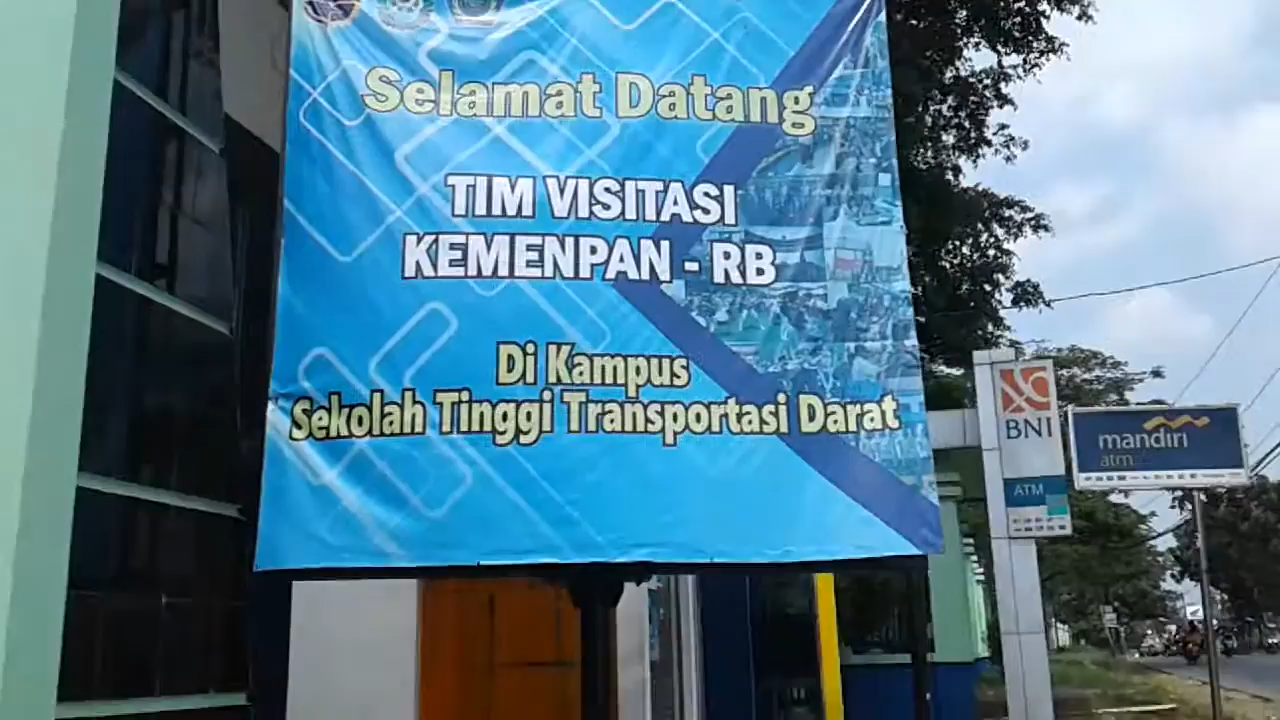 Selamat Datang
TIM VISITASI
KEMENPAN - RB
Di Kampus
Sekolah Tinggi Transportasi Darat
BNI
ATM
mandiri
atm